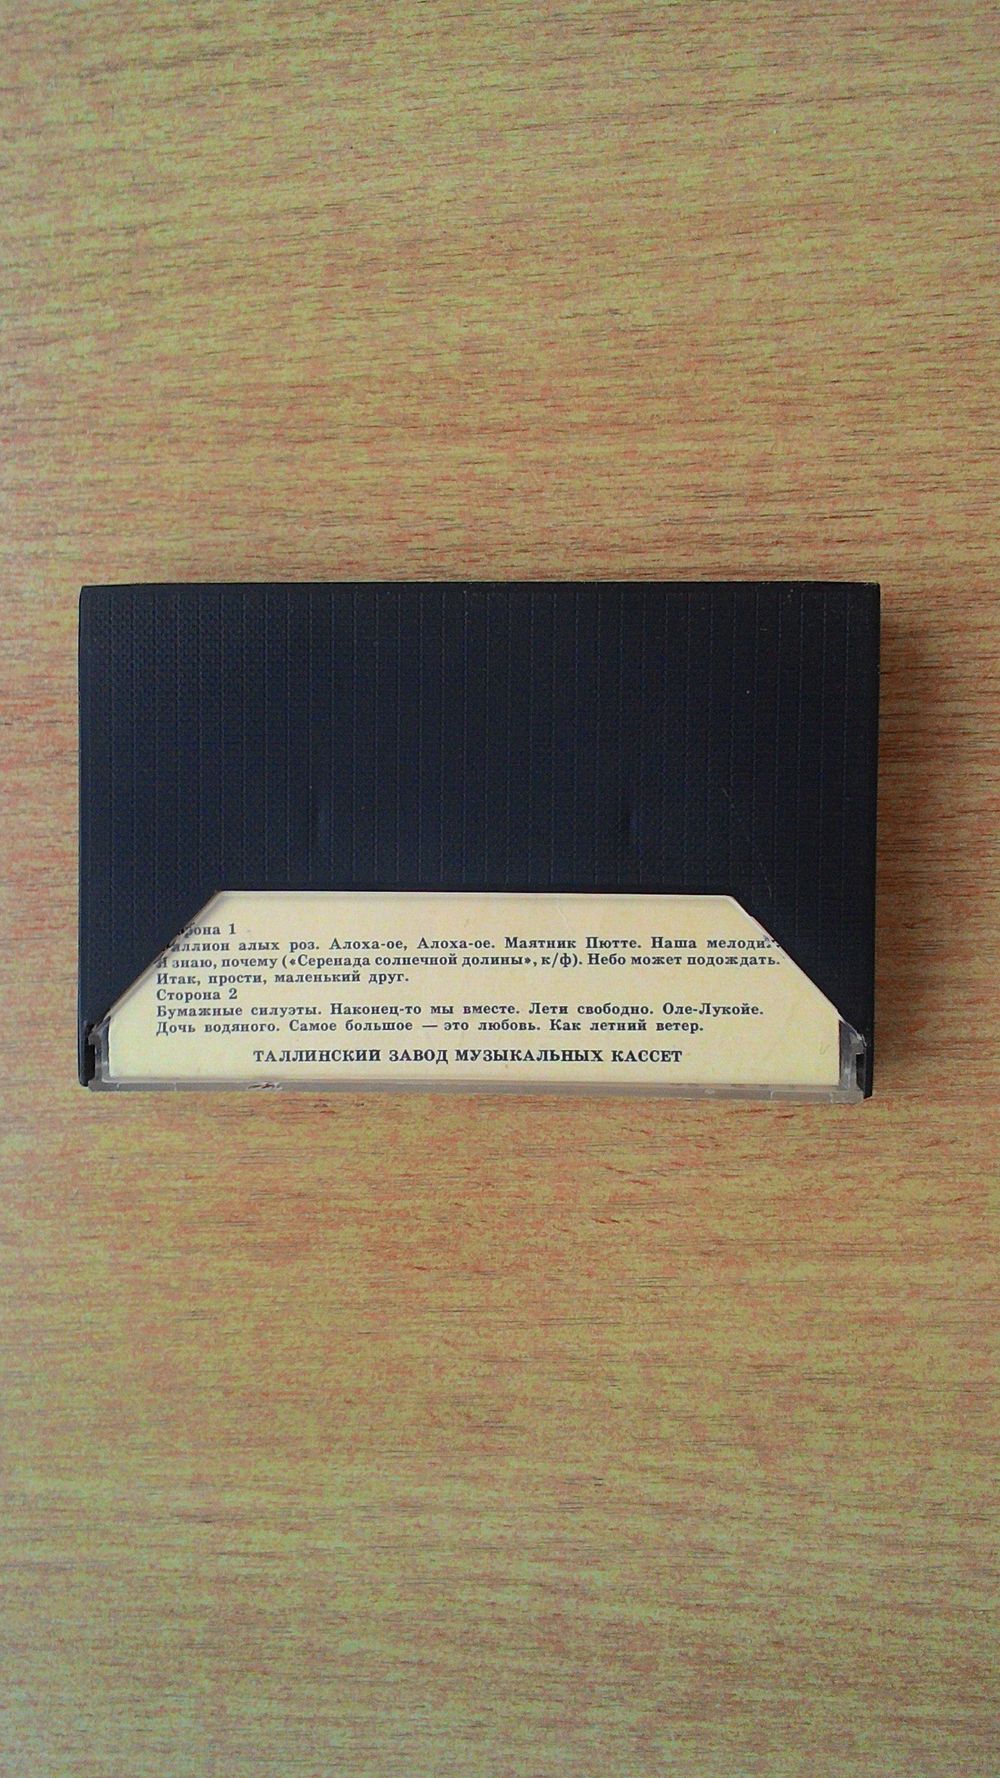 Сторона 1
Миллион алых роз. Алоха-ое, Алоха-ое. Маятник Пютте. Наша мелодия.
Я знаю, почему («Серенада солнечной долины», к/ф). Небо может подождать.
Итак, прости, маленький друг.
Сторона 2
Бумажные силуэты. Наконец-то мы вместе. Лети свободно. Оле-Лукойе.
Дочь водяного. Самое большое — это любовь. Как летний ветер.
ТАЛЛИНСКИЙ ЗАВОД МУЗЫКАЛЬНЫХ КАССЕТ